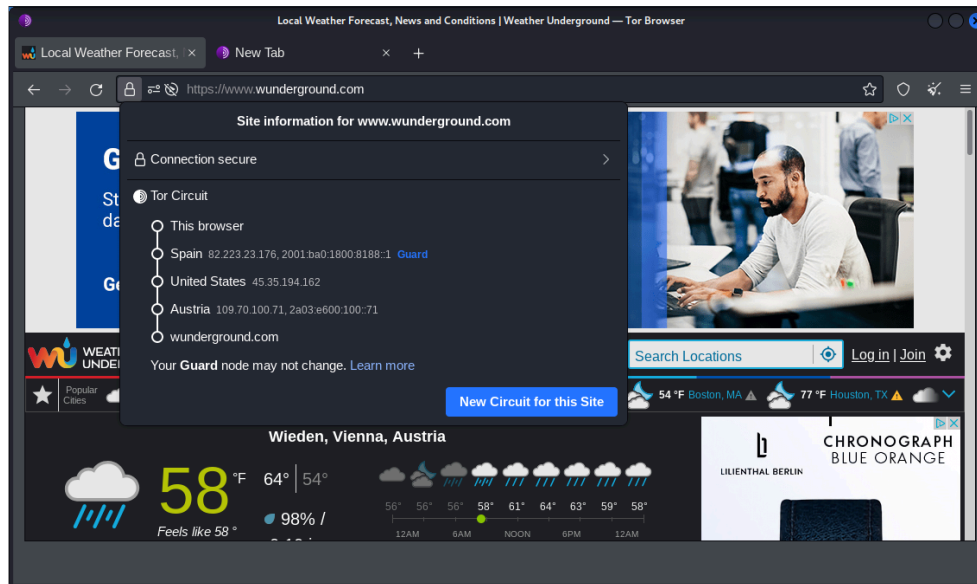 Local Weather Forecast, News and Conditions | Weather Underground — Tor Browser
Local Weather Forecast,
New Tab
https://www.wunderground.com
Site information for www.wunderground.com
Connection secure
Tor Circuit
This browser
Spain 82.223.23.176, 2001:ba0:1800:8188::1 Guard
United States 45.35.194.162
Austria 109.70.100.71, 2a03:e600:100::71
wunderground.com
Your Guard node may not change. Learn more
New Circuit for this Site
G
St
da
Ge
WEAT
UNDE
Search Locations
Log in | Join
Popular
Cities
54 °F Boston, MA
77 °F Houston, TX
Wieden, Vienna, Austria
58 °F
Feels like 58 °
64° | 54°
98% /
56° 56° 56° 58° 61° 64° 63° 59° 58°
12AM 6AM NOON 6PM 12AM
LILIENTHAL BERLIN
CHRONOGRAPH
BLUE ORANGE